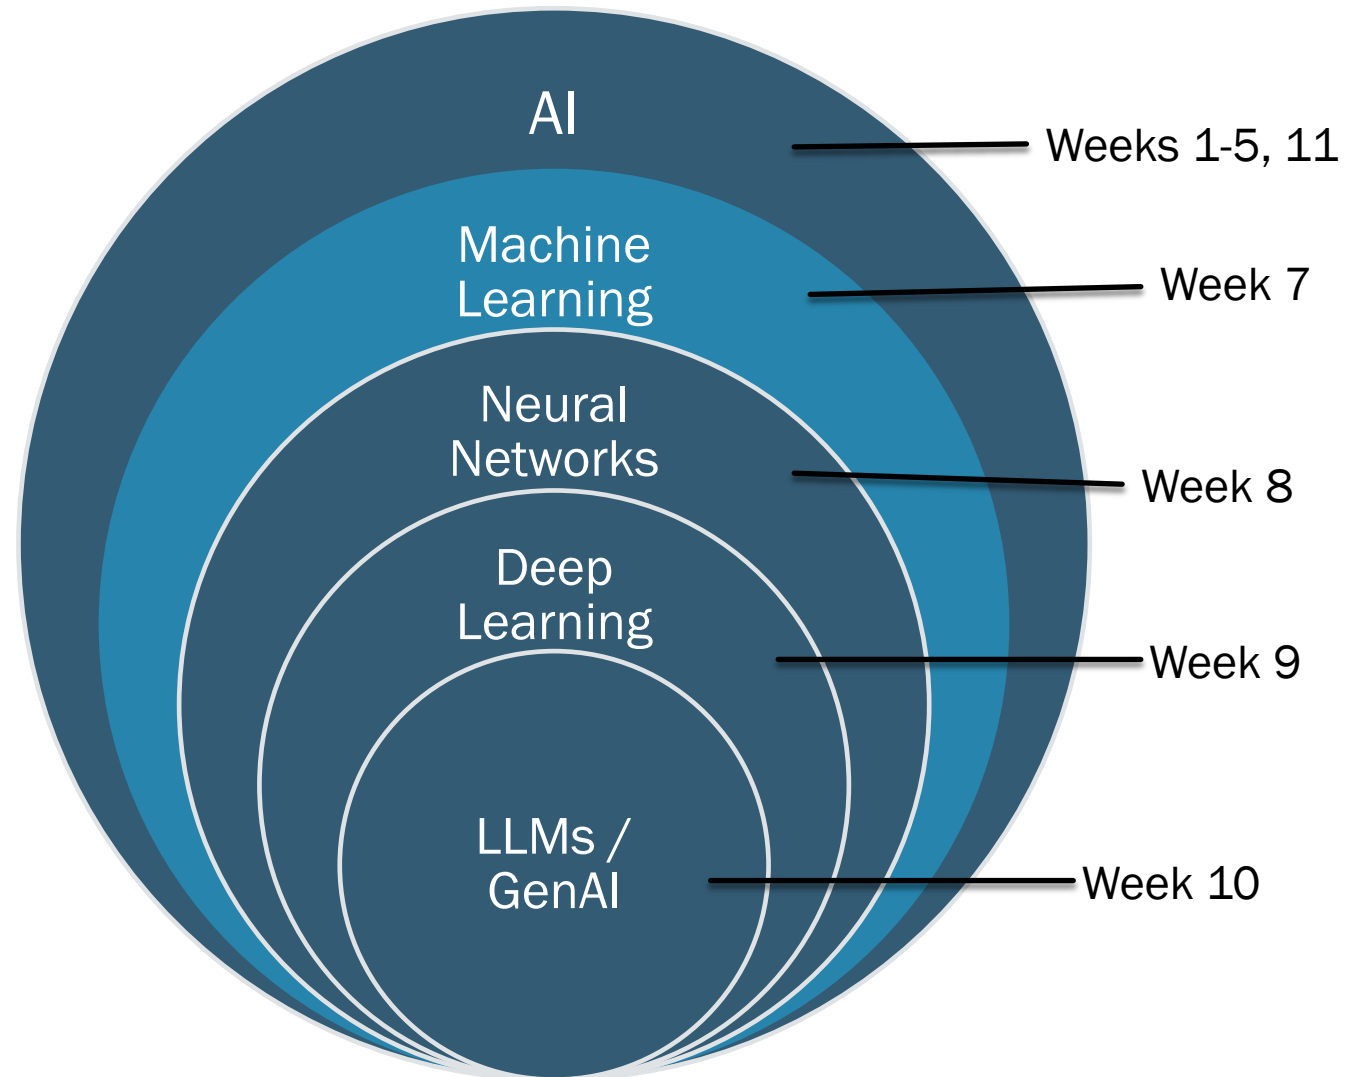 AI
Weeks 1-5, 11
Machine
Learning
Week 7
Neural
Networks
Week 8
Deep
Learning
Week 9
LLMs /
GenAI
Week 10